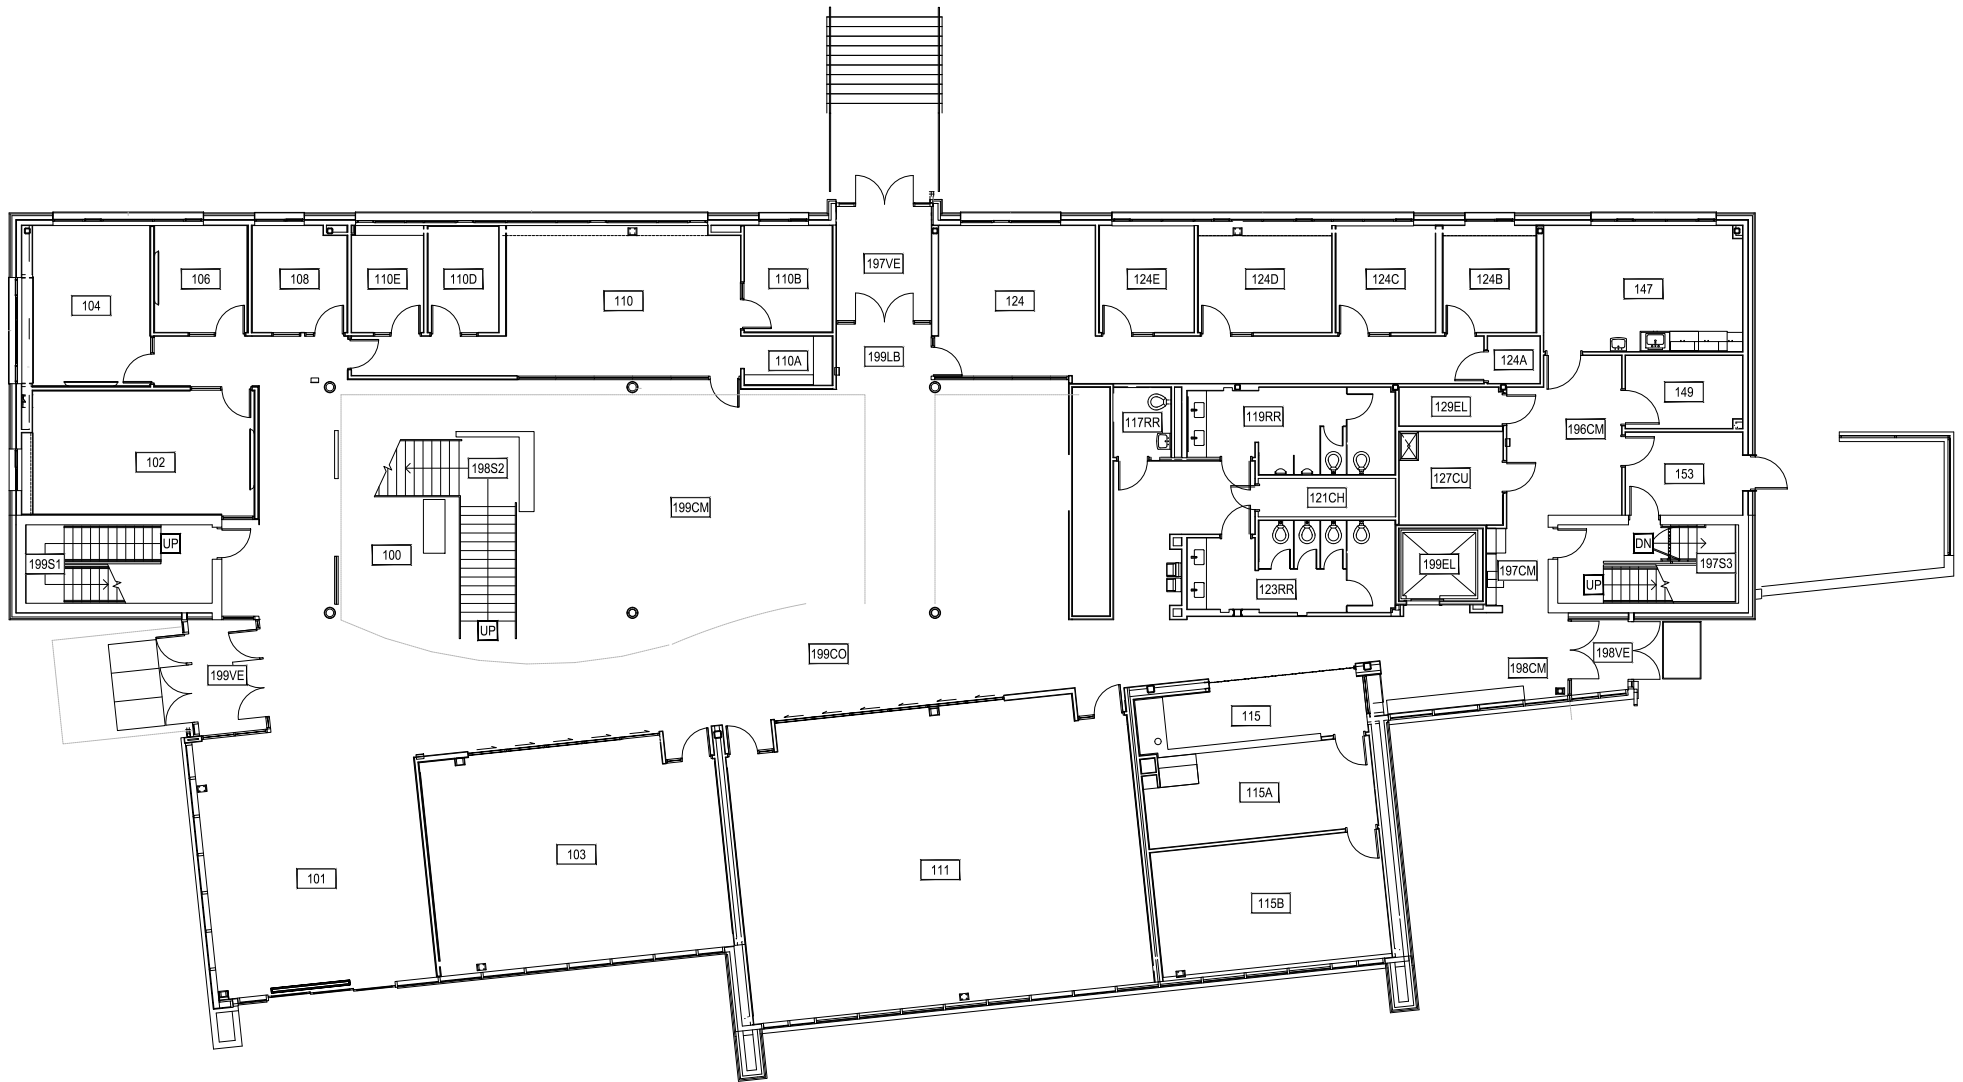 197VE
106
108
110E
110D
110B
124E
124D
124C
124B
104
110
124
147
199LB
110A
124A
149
129EL
119RR
117RR
196CM
102
198S2
127CU
153
121CH
199CM
UP
100
DN
199S1
199EL
197CM
197S3
123RR
UP
UP
199CO
198VE
198CM
199VE
115
115A
103
111
101
115B